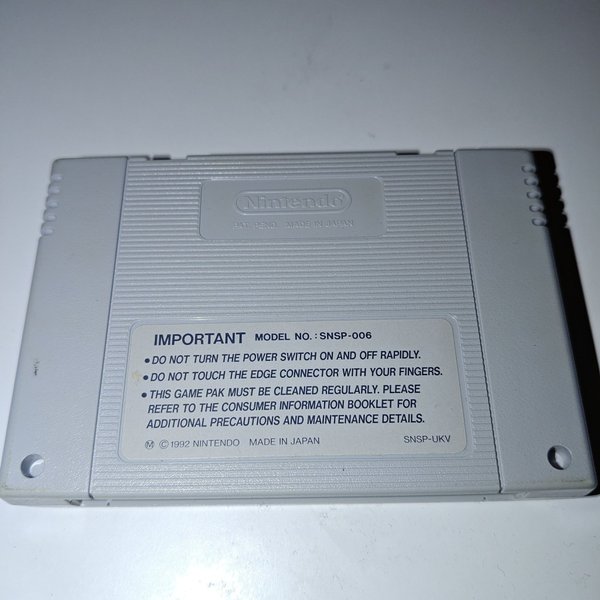 Nintendo
PAT. PEND. MADE IN JAPAN
IMPORTANT MODEL NO. : SNSP-006
• DO NOT TURN THE POWER SWITCH ON AND OFF RAPIDLY.
• DO NOT TOUCH THE EDGE CONNECTOR WITH YOUR FINGERS.
• THIS GAME PAK MUST BE CLEANED REGULARLY. PLEASE
REFER TO THE CONSUMER INFORMATION BOOKLET FOR
ADDITIONAL PRECAUTIONS AND MAINTENANCE DETAILS.
Ⓜ © 1992 NINTENDO MADE IN JAPAN SNSP-UKV